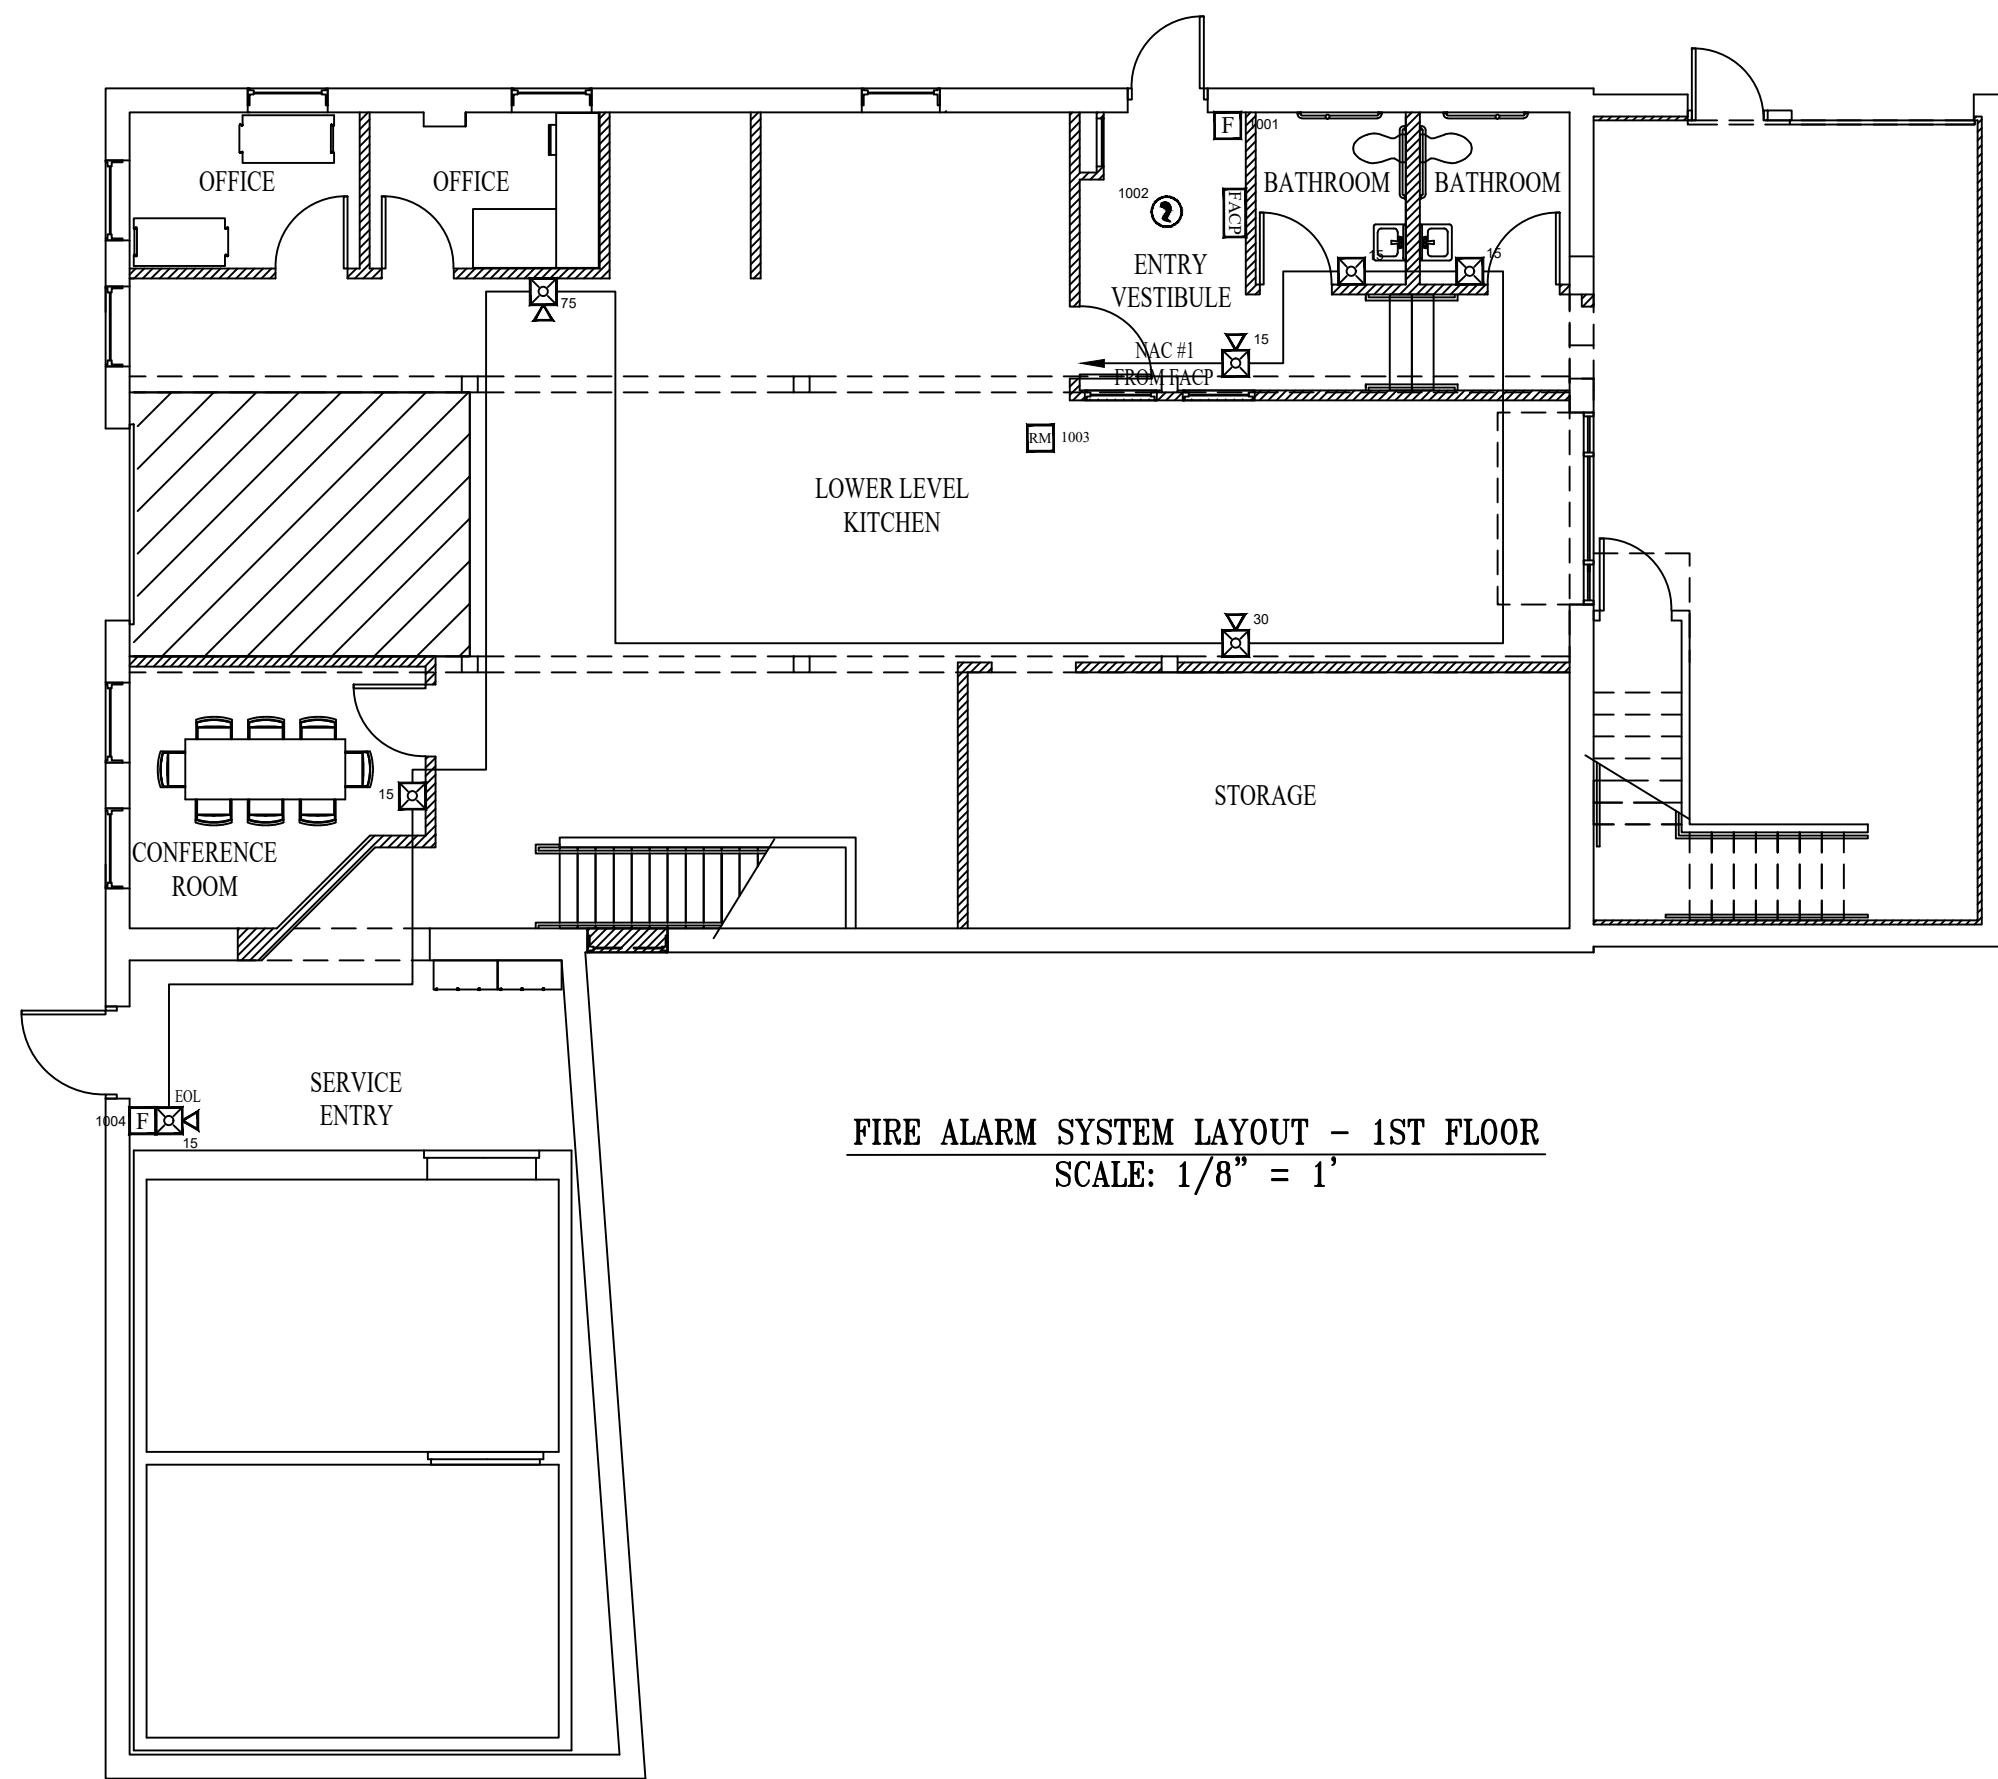 F 1001
OFFICE
OFFICE
BATHROOM
BATHROOM
1002
FACP
ENTRY
VESTIBULE
15
15
75
15
NAC #1
FROM FACP
RM 1003
LOWER LEVEL
KITCHEN
30
15
STORAGE
CONFERENCE
ROOM
SERVICE
ENTRY
EOL
1004 F
15
FIRE ALARM SYSTEM LAYOUT - 1ST FLOOR
SCALE: 1/8" = 1'